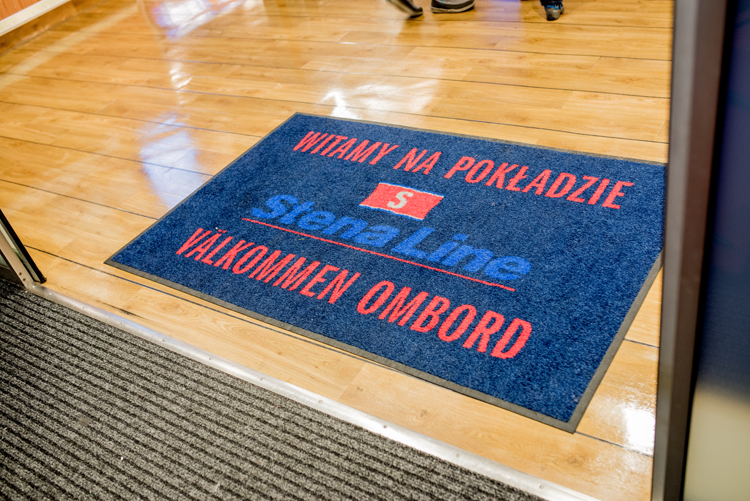 WITAMY NA POKŁADZIE
S
Stena Line
VÄLKOMMEN OMBORD